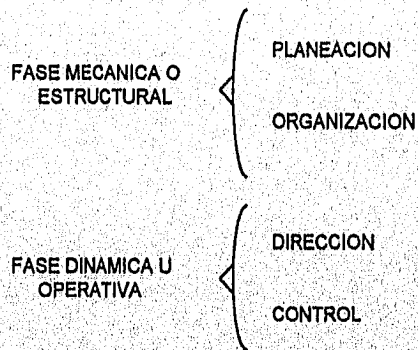 FASE MECANICA O
ESTRUCTURAL
PLANEACION
ORGANIZACION
FASE DINAMICA U
OPERATIVA
DIRECCION
CONTROL